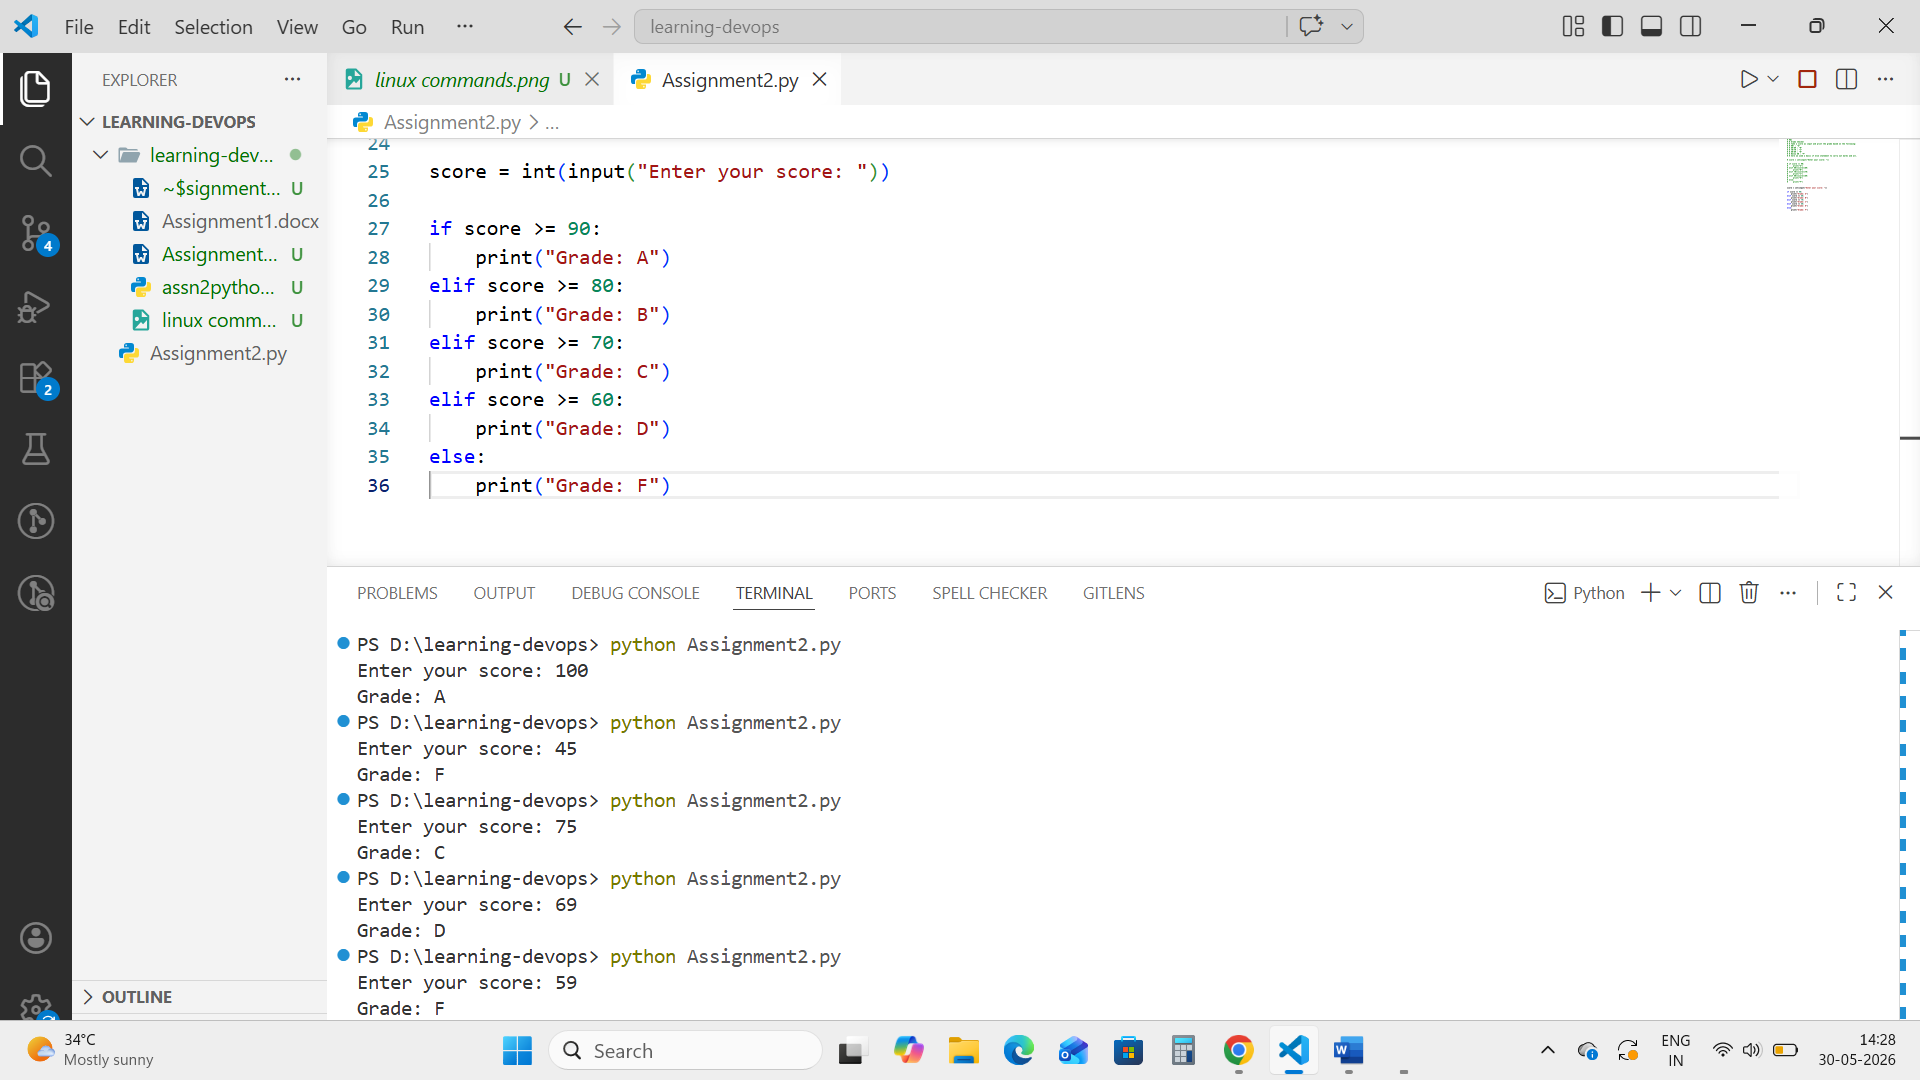 File Edit Selection View Go Run ...
learning-devops
EXPLORER
linux commands.png U
Assignment2.py
LEARNING-DEVOPS
Assignment2.py > ...
learning-dev...
~$signment... U
Assignment1.docx
Assignment... U
assn2pytho... U
linux comm... U
Assignment2.py
4
2
24
25 score = int(input("Enter your score: "))
26
27 if score >= 90:
28 print("Grade: A")
29 elif score >= 80:
30 print("Grade: B")
31 elif score >= 70:
32 print("Grade: C")
33 elif score >= 60:
34 print("Grade: D")
35 else:
36 print("Grade: F")
PROBLEMS OUTPUT DEBUG CONSOLE TERMINAL PORTS SPELL CHECKER GITLENS
Python
PS D:\learning-devops> python Assignment2.py
Enter your score: 100
Grade: A
PS D:\learning-devops> python Assignment2.py
Enter your score: 45
Grade: F
PS D:\learning-devops> python Assignment2.py
Enter your score: 75
Grade: C
PS D:\learning-devops> python Assignment2.py
Enter your score: 69
Grade: D
PS D:\learning-devops> python Assignment2.py
Enter your score: 59
Grade: F
OUTLINE
34°C
Mostly sunny
Search
ENG
IN
14:28
30-05-2026